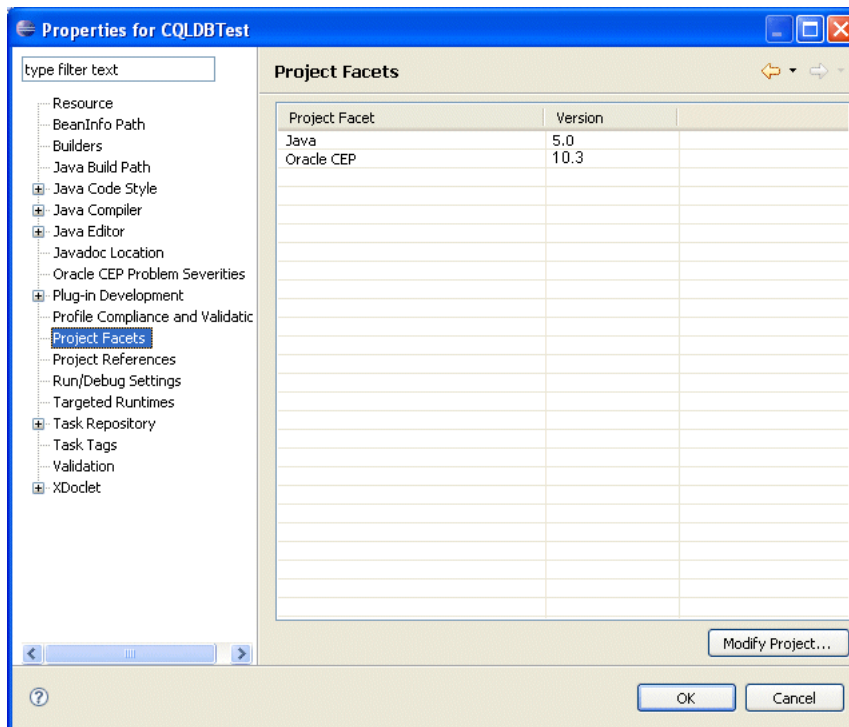 Properties for CQLDBTest
type filter text
Resource
BeanInfo Path
Builders
Java Build Path
Java Code Style
Java Compiler
Java Editor
Javadoc Location
Oracle CEP Problem Severities
Plug-in Development
Profile Compliance and Validatic
Project Facets
Project References
Run/Debug Settings
Targeted Runtimes
Task Repository
Task Tags
Validation
XDoclet
Project Facets
Project Facet Version
Java 5.0
Oracle CEP 10.3
Modify Project...
OK Cancel